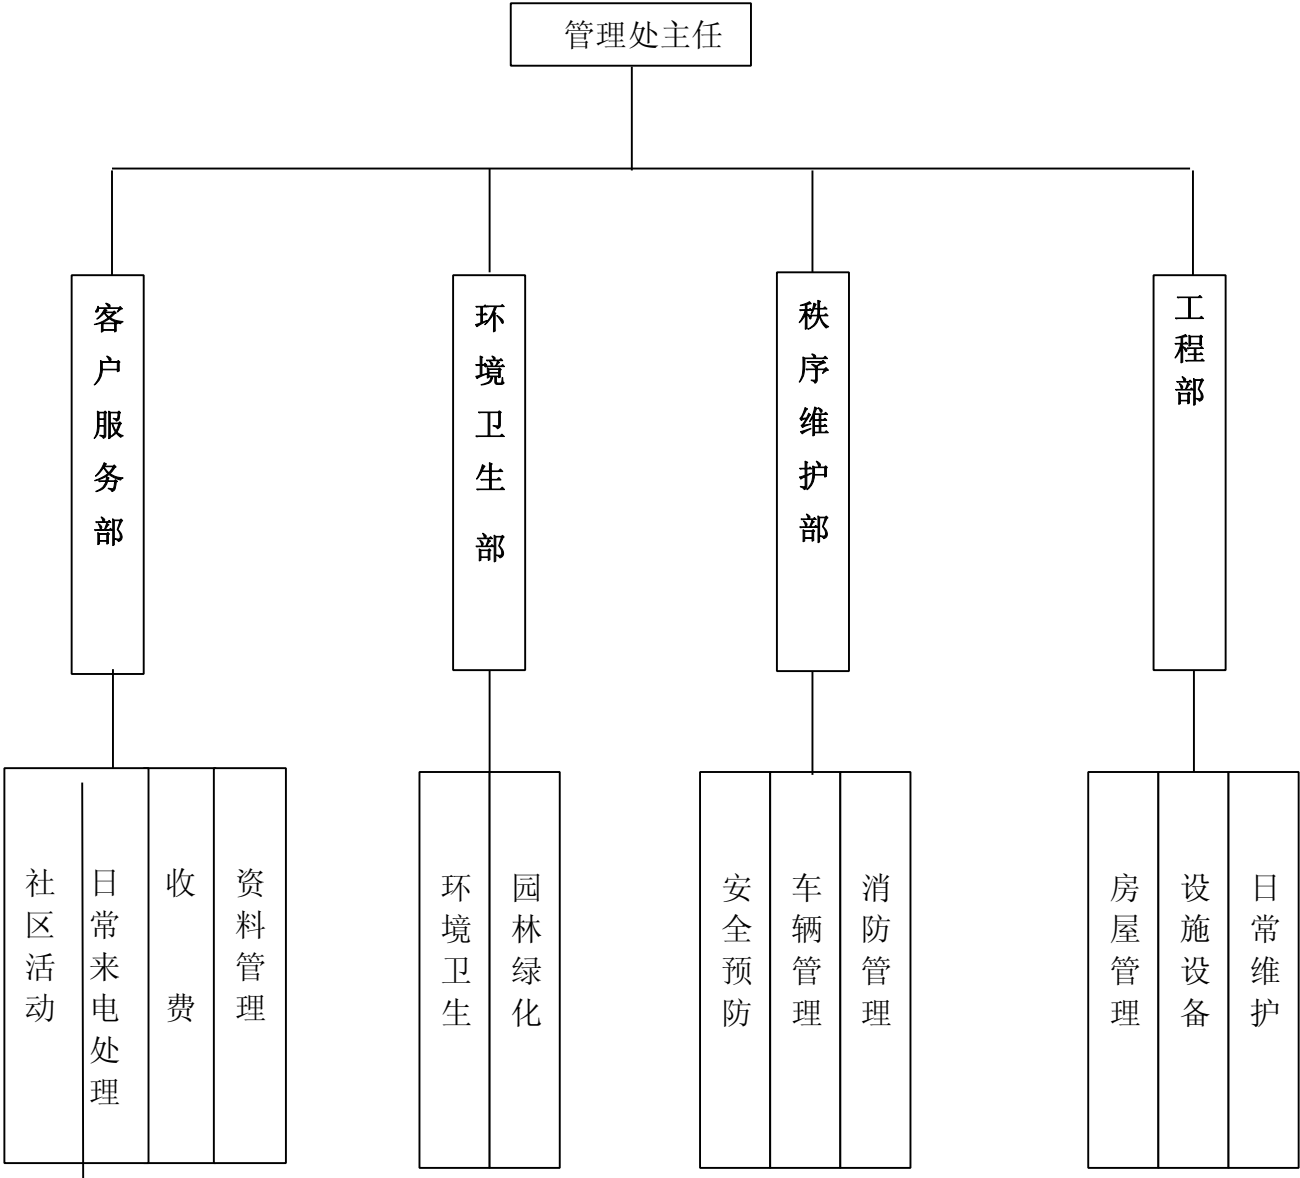 管理处主任
客户服务部
环境卫生部
秩序维护部
工程部
社区活动
日常来电处理
收费
资料管理
环境卫生
园林绿化
安全预防
车辆管理
消防管理
房屋管理
设施设备
日常维护